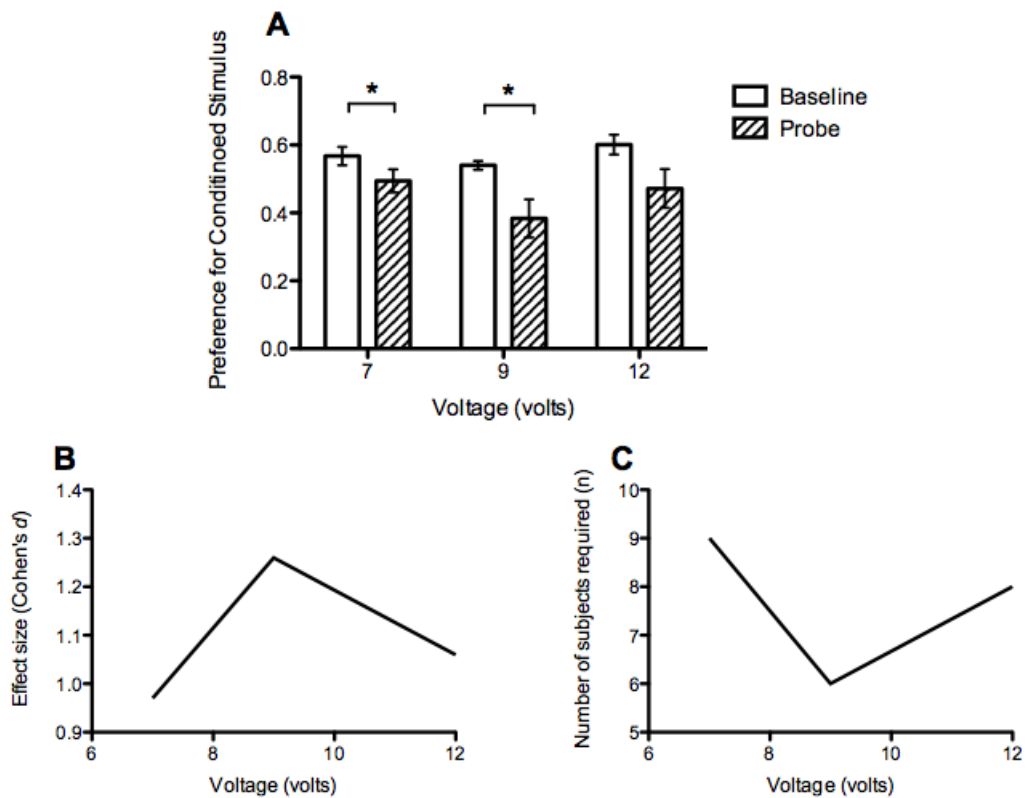 A
Preference for Conditinoed Stimulus
0.8
0.6
0.4
0.2
0.0
*
*
7
9
12
Voltage (volts)
Baseline
Probe
B
Effect size (Cohen's d)
1.4
1.3
1.2
1.1
1.0
0.9
6
8
10
12
Voltage (volts)
C
Number of subjects required (n)
10
9
8
7
6
5
6
8
10
12
Voltage (volts)